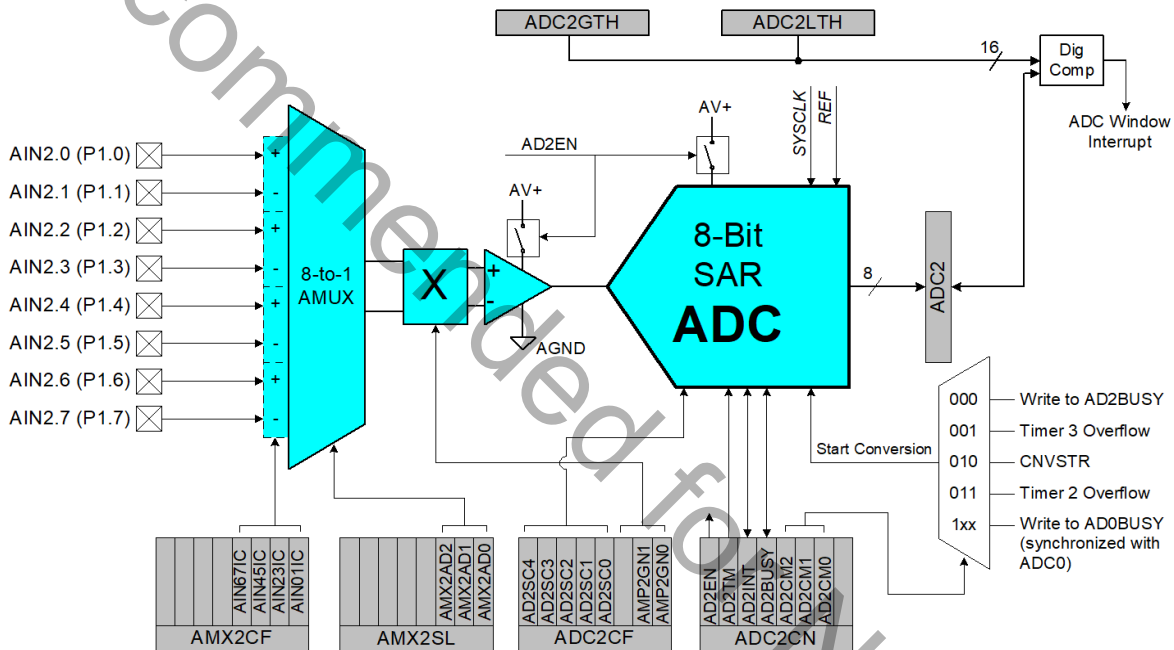 ADC2GTH
ADC2LTH
16
Dig
Comp
ADC Window
Interrupt
SYSCLK
REF
AV+
AD2EN
AV+
AIN2.0 (P1.0)
AIN2.1 (P1.1)
AIN2.2 (P1.2)
AIN2.3 (P1.3)
AIN2.4 (P1.4)
AIN2.5 (P1.5)
AIN2.6 (P1.6)
AIN2.7 (P1.7)
+
-
+
-
+
-
+
-
8-to-1
AMUX
X
+
-
AGND
8-Bit
SAR
ADC
8
ADC2
Start Conversion
000
Write to AD2BUSY
001
Timer 3 Overflow
010
CNVSTR
011
Timer 2 Overflow
1xx
Write to AD0BUSY
(synchronized with
ADC0)
AIN67IC
AIN45IC
AIN23IC
AIN01IC
AMX2CF
AMX2AD2
AMX2AD1
AMX2AD0
AMX2SL
AD2SC4
AD2SC3
AD2SC2
AD2SC1
AD2SC0
AMP2GN1
AMP2GN0
ADC2CF
AD2EN
AD2TM
AD2INT
AD2BUSY
AD2CM2
AD2CM1
AD2CM0
ADC2CN
commended for N